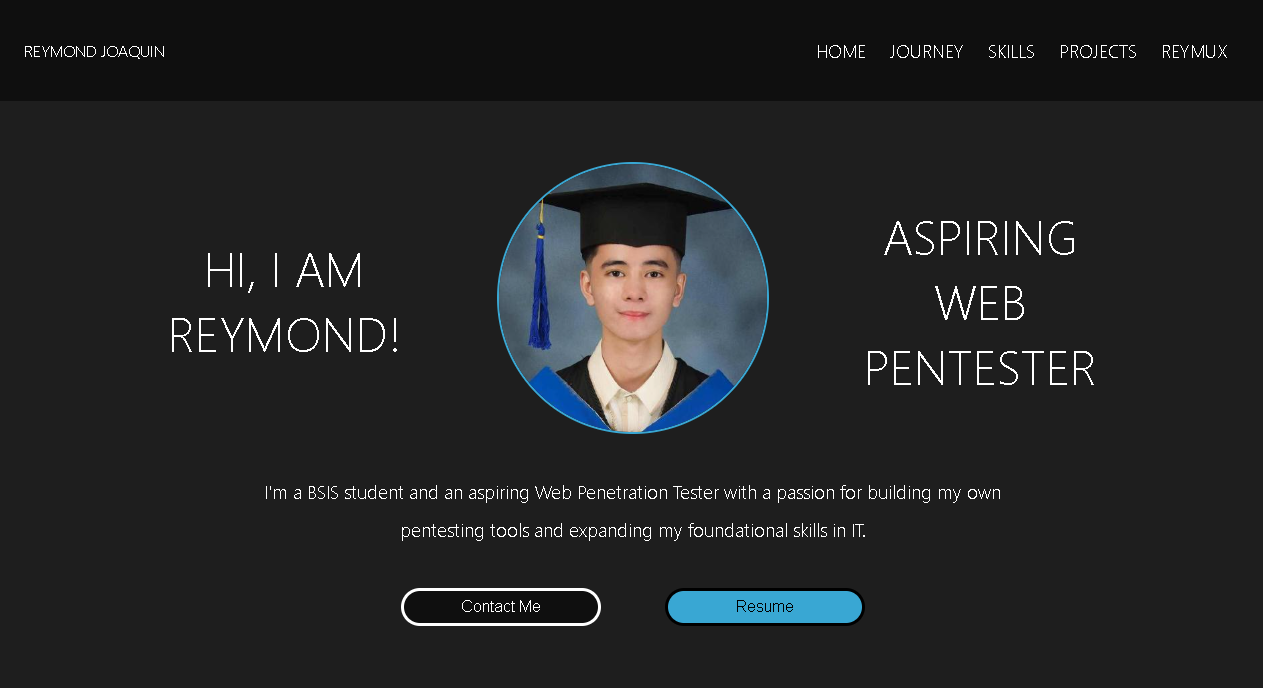 REYMOND JOAQUIN
HOME JOURNEY SKILLS PROJECTS REYMUX
HI, I AM
REYMOND!
ASPIRING
WEB
PENTESTER
I'm a BSIS student and an aspiring Web Penetration Tester with a passion for building my own
pentesting tools and expanding my foundational skills in IT.
Contact Me
Resume